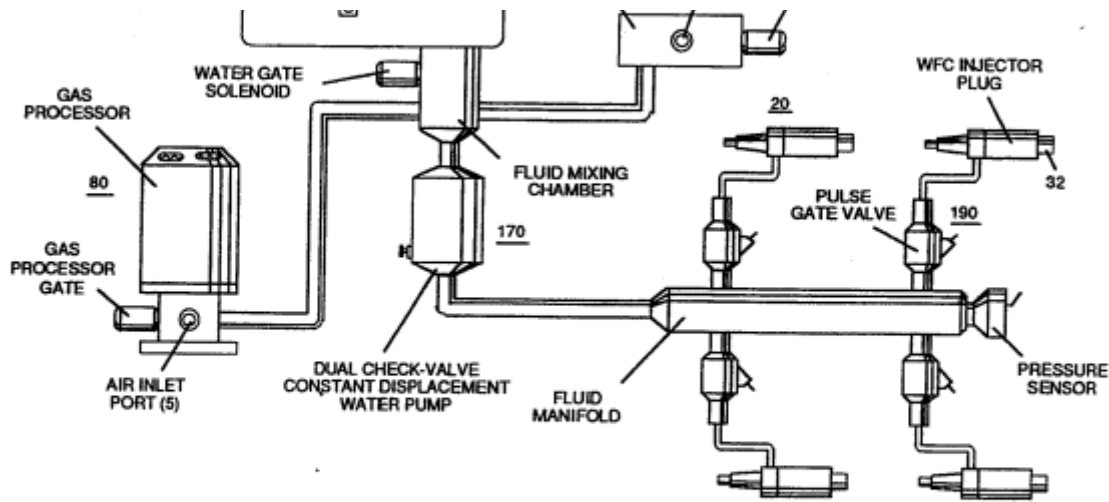 WATER GATE
SOLENOID
GAS
PROCESSOR
80
GAS
PROCESSOR
GATE
AIR INLET
PORT (5)
FLUID MIXING
CHAMBER
170
DUAL CHECK-VALVE
CONSTANT DISPLACEMENT
WATER PUMP
20
WFC INJECTOR
PLUG
32
PULSE
GATE VALVE
190
FLUID
MANIFOLD
PRESSURE
SENSOR